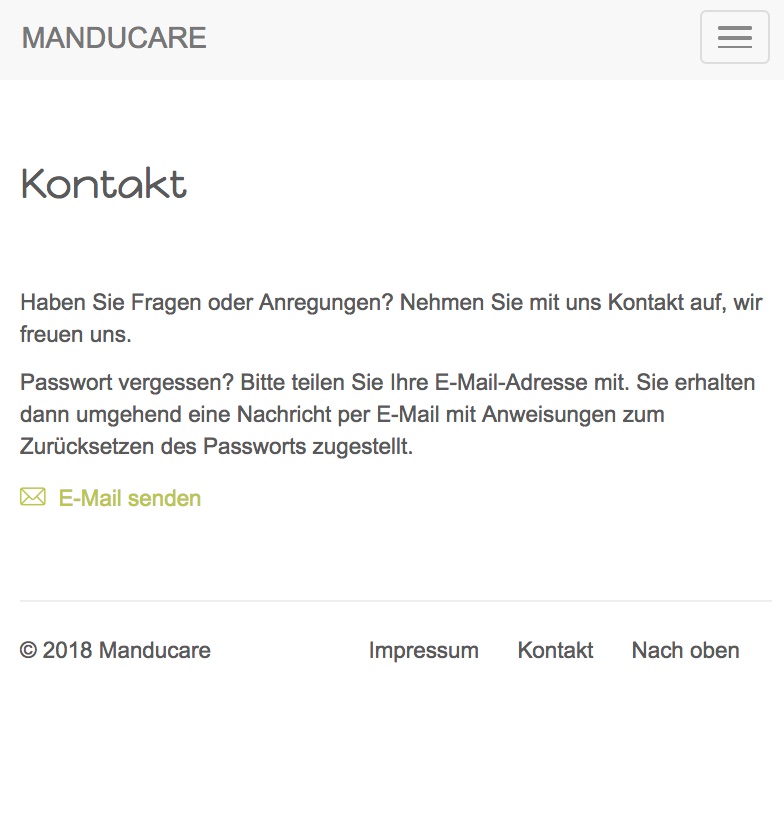 MANDUCARE
Kontakt
Haben Sie Fragen oder Anregungen? Nehmen Sie mit uns Kontakt auf, wir
freuen uns.
Passwort vergessen? Bitte teilen Sie Ihre E-Mail-Adresse mit. Sie erhalten
dann umgehend eine Nachricht per E-Mail mit Anweisungen zum
Zurücksetzen des Passworts zugestellt.
E-Mail senden
© 2018 Manducare Impressum Kontakt Nach oben